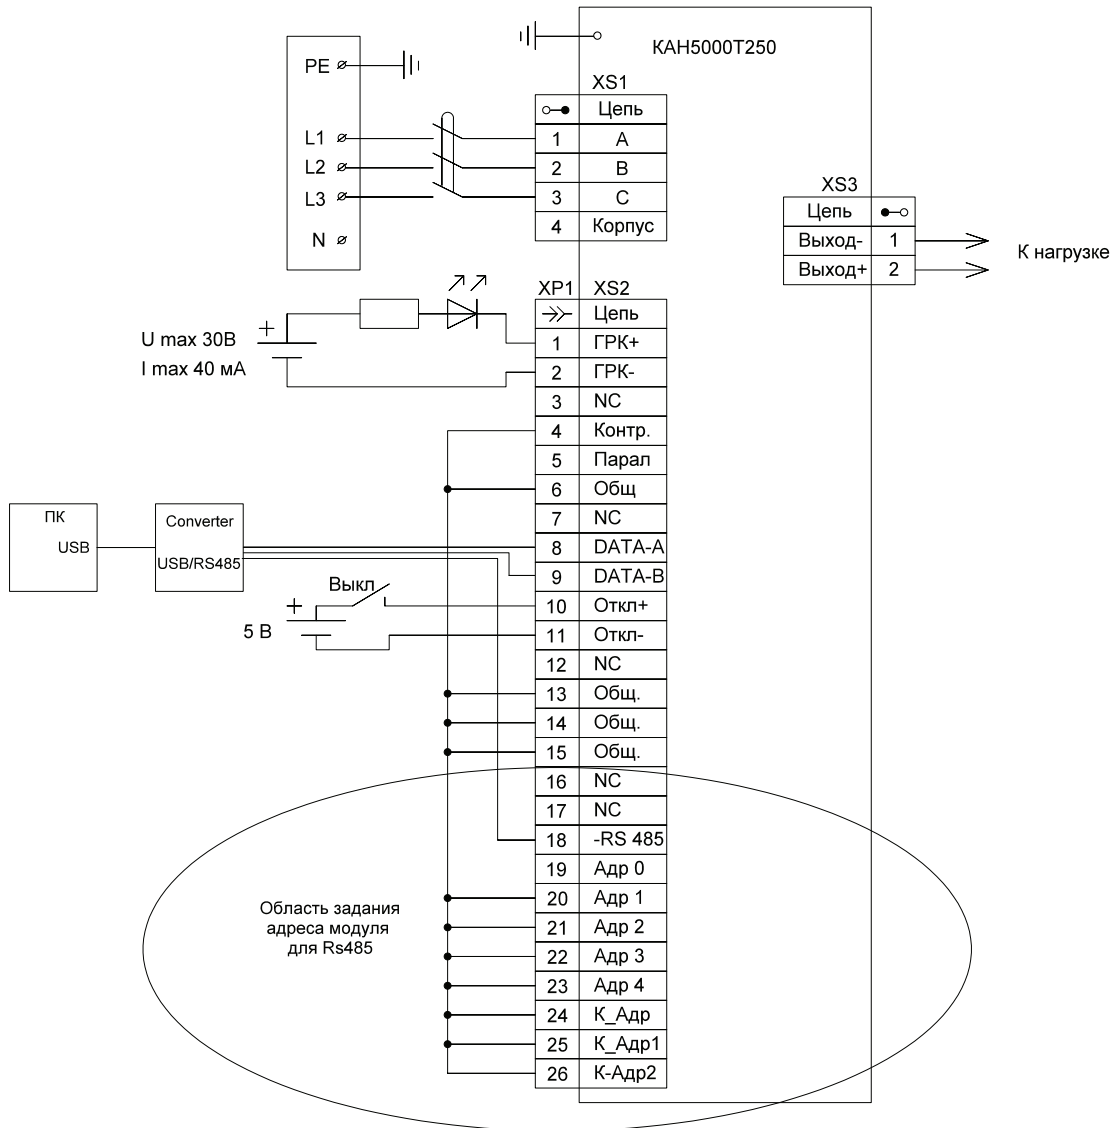 КАН5000Т250
PE
L1
L2
L3
N
XS1
Цепь
1 A
2 B
3 C
4 Корпус
XS3
Цепь
Выход- 1
Выход+ 2
К нагрузке
XP1 XS2
Цепь
1 ГРК+
2 ГРК-
3 NC
4 Контр.
5 Парал
6 Общ
7 NC
8 DATA-A
9 DATA-B
10 Откл+
11 Откл-
12 NC
13 Общ.
14 Общ.
15 Общ.
16 NC
17 NC
18 -RS 485
19 Адр 0
20 Адр 1
21 Адр 2
22 Адр 3
23 Адр 4
24 К_Адр
25 К_Адр1
26 К-Адр2
+
U max 30В
I max 40 мА
ПК
USB
Converter
USB/RS485
Выкл
+
5 В
Область задания
адреса модуля
для Rs485